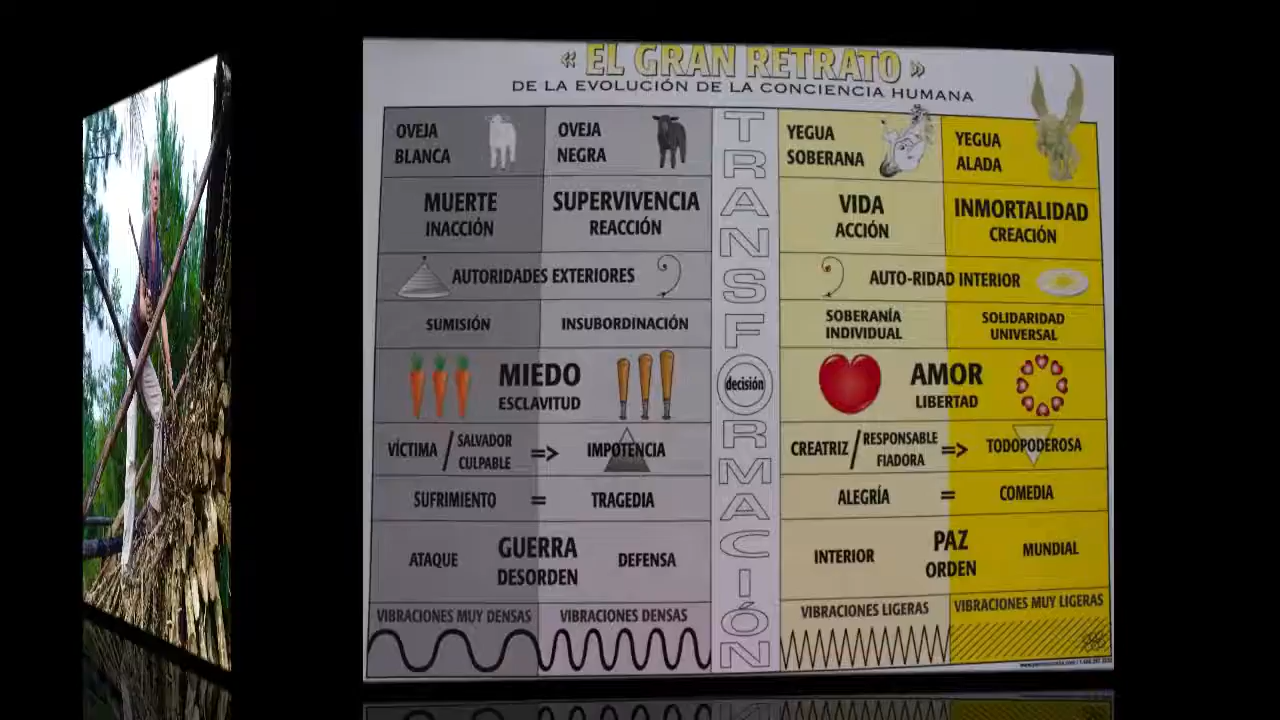 « EL GRAN RETRATO »
DE LA EVOLUCIÓN DE LA CONCIENCIA HUMANA
OVEJA BLANCA
OVEJA NEGRA
YEGUA SOBERANA
YEGUA ALADA
MUERTE
INACCIÓN
SUPERVIVENCIA
REACCIÓN
VIDA
ACCIÓN
INMORTALIDAD
CREACIÓN
AUTORIDADES EXTERIORES
AUTO-RIDAD INTERIOR
SUMISIÓN
INSUBORDINACIÓN
SOBERANÍA
INDIVIDUAL
SOLIDARIDAD
UNIVERSAL
MIEDO
ESCLAVITUD
AMOR
LIBERTAD
VÍCTIMA / SALVADOR
CULPABLE
=> IMPOTENCIA
CREATRIZ / RESPONSABLE
FIADORA
=> TODOPODEROSA
SUFRIMIENTO = TRAGEDIA
ALEGRÍA = COMEDIA
ATAQUE
GUERRA
DESORDEN
DEFENSA
INTERIOR
PAZ
ORDEN
MUNDIAL
VIBRACIONES MUY DENSAS
VIBRACIONES DENSAS
VIBRACIONES LIGERAS
VIBRACIONES MUY LIGERAS
TRANSFORMACIÓN
decisión